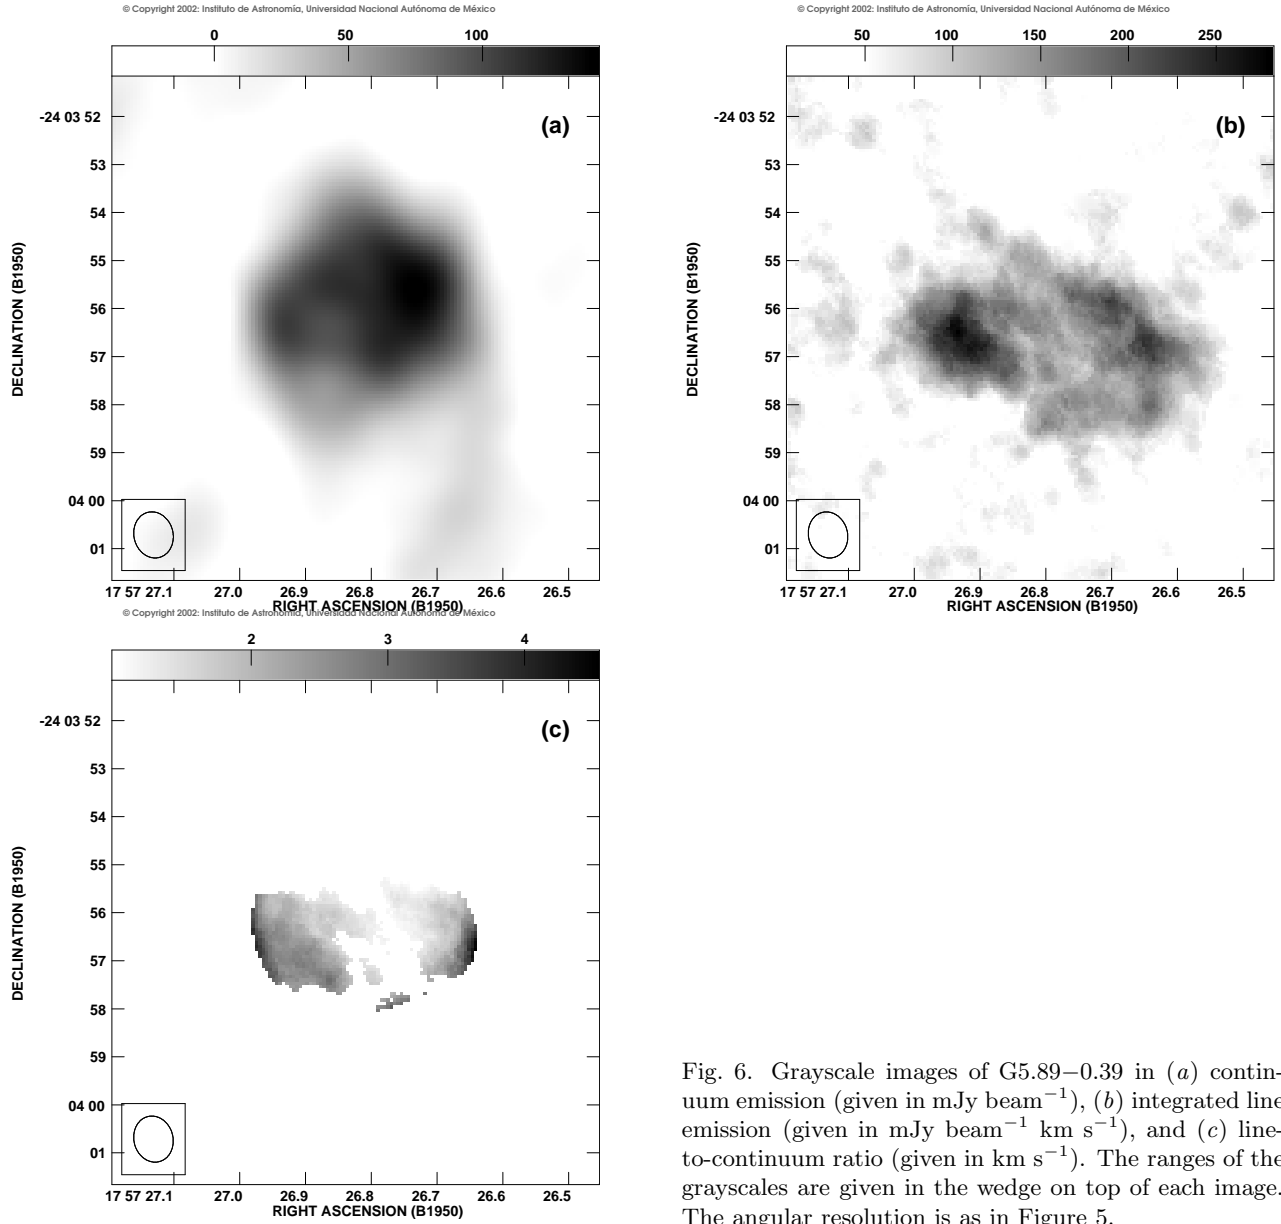 © Copyright 2002: Instituto de Astronomía, Universidad Nacional Autónoma de México
0 50 100
(a)
-24 03 52
53
54
55
56
57
58
59
04 00
01
DECLINATION (B1950)
17 57 27.1 27.0 26.9 26.8 26.7 26.6 26.5
RIGHT ASCENSION (B1950)
© Copyright 2002: Instituto de Astronomía, Universidad Nacional Autónoma de México
50 100 150 200 250
(b)
-24 03 52
53
54
55
56
57
58
59
04 00
01
DECLINATION (B1950)
17 57 27.1 27.0 26.9 26.8 26.7 26.6 26.5
RIGHT ASCENSION (B1950)
© Copyright 2002: Instituto de Astronomía, Universidad Nacional Autónoma de México
2 3 4
(c)
-24 03 52
53
54
55
56
57
58
59
04 00
01
DECLINATION (B1950)
17 57 27.1 27.0 26.9 26.8 26.7 26.6 26.5
RIGHT ASCENSION (B1950)
Fig. 6. Grayscale images of G5.89−0.39 in (a) contin-
uum emission (given in mJy beam⁻¹), (b) integrated line
emission (given in mJy beam⁻¹ km s⁻¹), and (c) line-
to-continuum ratio (given in km s⁻¹). The ranges of the
grayscales are given in the wedge on top of each image.
The angular resolution is as in Figure 5.